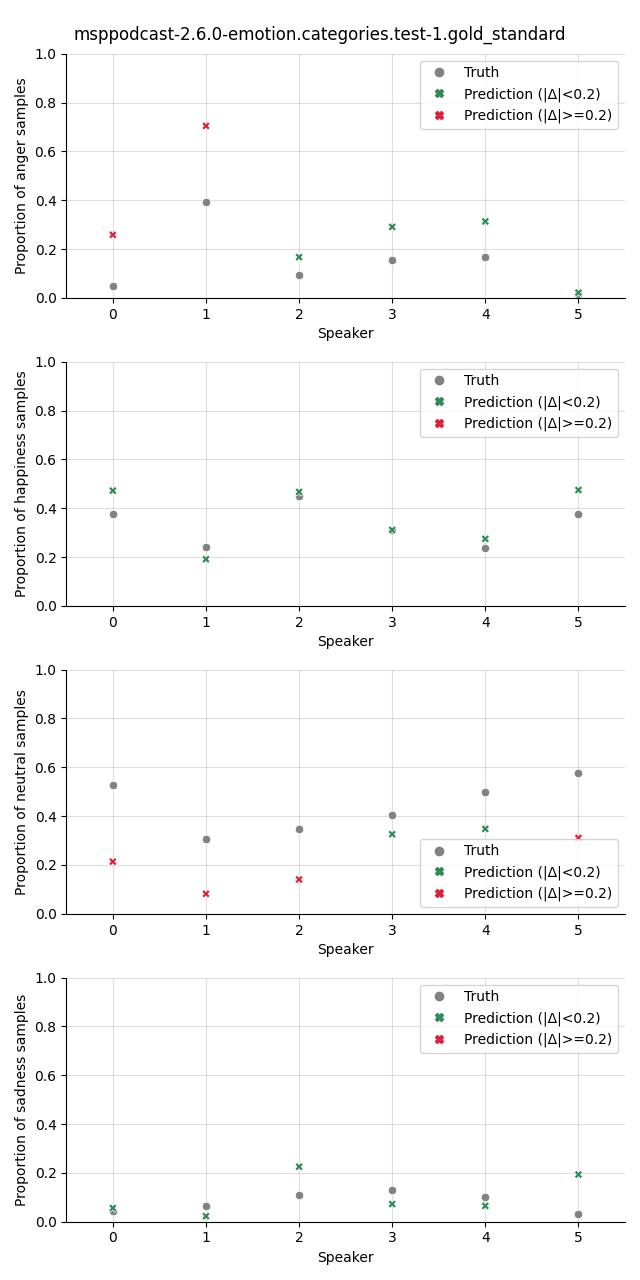 msppodcast-2.6.0-emotion.categories.test-1.gold_standard
Proportion of anger samples
1.0
0.8
0.6
0.4
0.2
0.0
Truth
Prediction (|Δ|<0.2)
Prediction (|Δ|>=0.2)
0 1 2 3 4 5
Speaker
Proportion of happiness samples
1.0
0.8
0.6
0.4
0.2
0.0
Truth
Prediction (|Δ|<0.2)
Prediction (|Δ|>=0.2)
0 1 2 3 4 5
Speaker
Proportion of neutral samples
1.0
0.8
0.6
0.4
0.2
0.0
Truth
Prediction (|Δ|<0.2)
Prediction (|Δ|>=0.2)
0 1 2 3 4 5
Speaker
Proportion of sadness samples
1.0
0.8
0.6
0.4
0.2
0.0
Truth
Prediction (|Δ|<0.2)
Prediction (|Δ|>=0.2)
0 1 2 3 4 5
Speaker